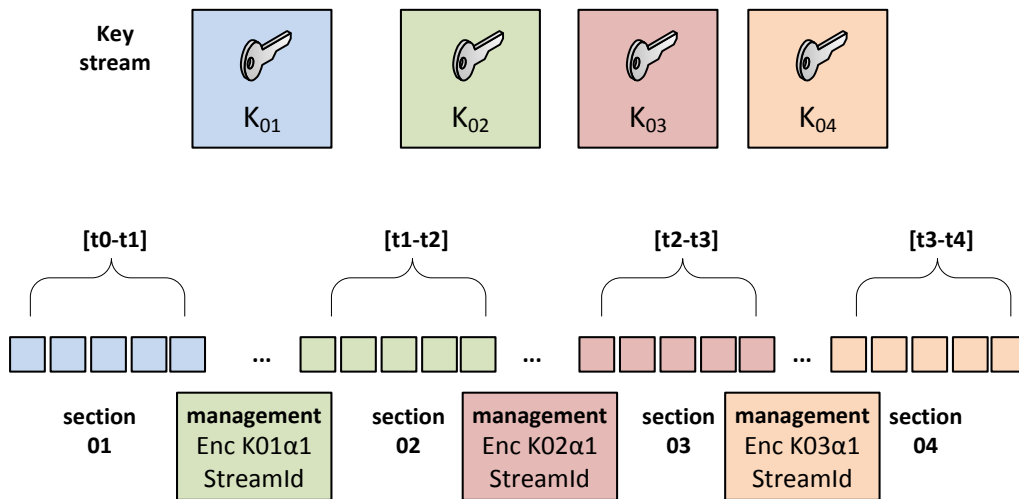 Key
stream
K01
K02
K03
K04
[t0-t1]
[t1-t2]
[t2-t3]
[t3-t4]
...
...
...
section
01
management
Enc K01α1
StreamId
section
02
management
Enc K02α1
StreamId
section
03
management
Enc K03α1
StreamId
section
04